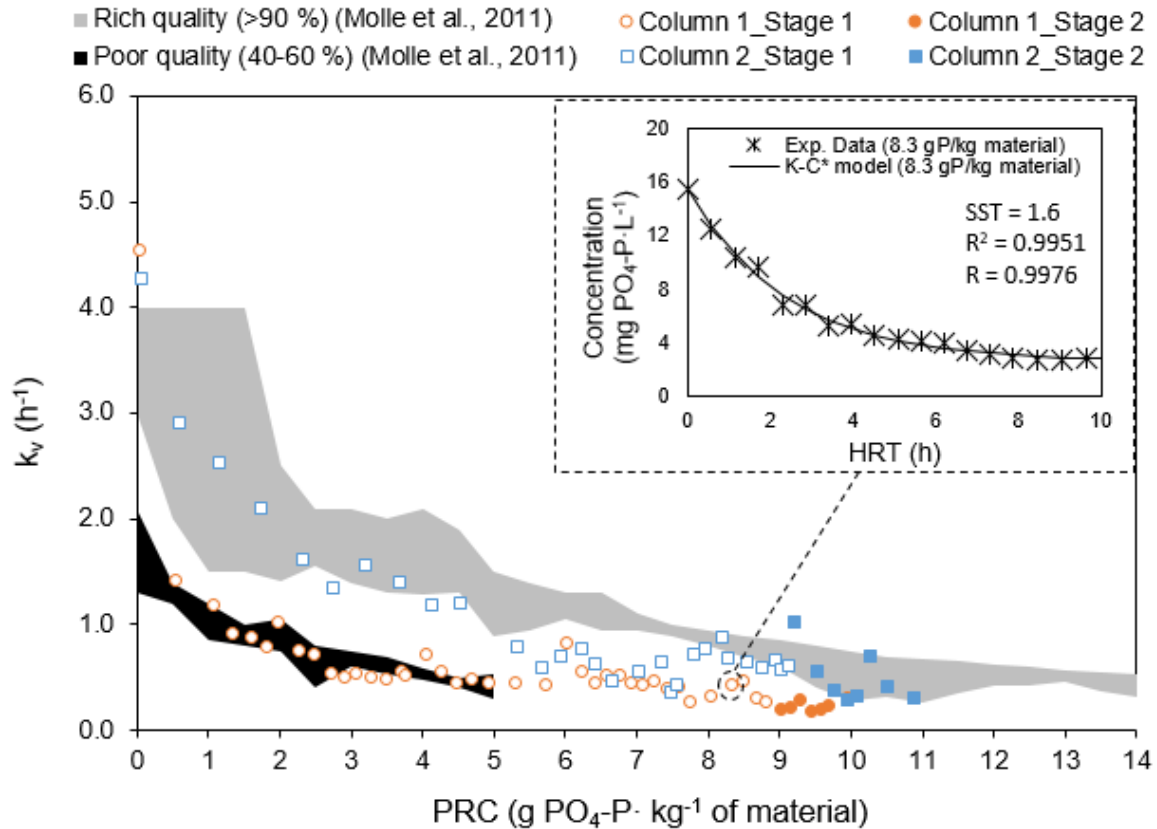 Rich quality (>90 %) (Molle et al., 2011) Column 1_Stage 1 Column 1_Stage 2
Poor quality (40-60 %) (Molle et al., 2011) Column 2_Stage 1 Column 2_Stage 2
6.0
5.0
4.0
3.0
2.0
1.0
0.0
kᵥ (h⁻¹)
20
16
12
8
4
0
Concentration
(mg PO₄-P·L⁻¹)
Exp. Data (8.3 gP/kg material)
K-C* model (8.3 gP/kg material)
SST = 1.6
R² = 0.9951
R = 0.9976
0 2 4 6 8 10
HRT (h)
0 1 2 3 4 5 6 7 8 9 10 11 12 13 14
PRC (g PO₄-P· kg⁻¹ of material)